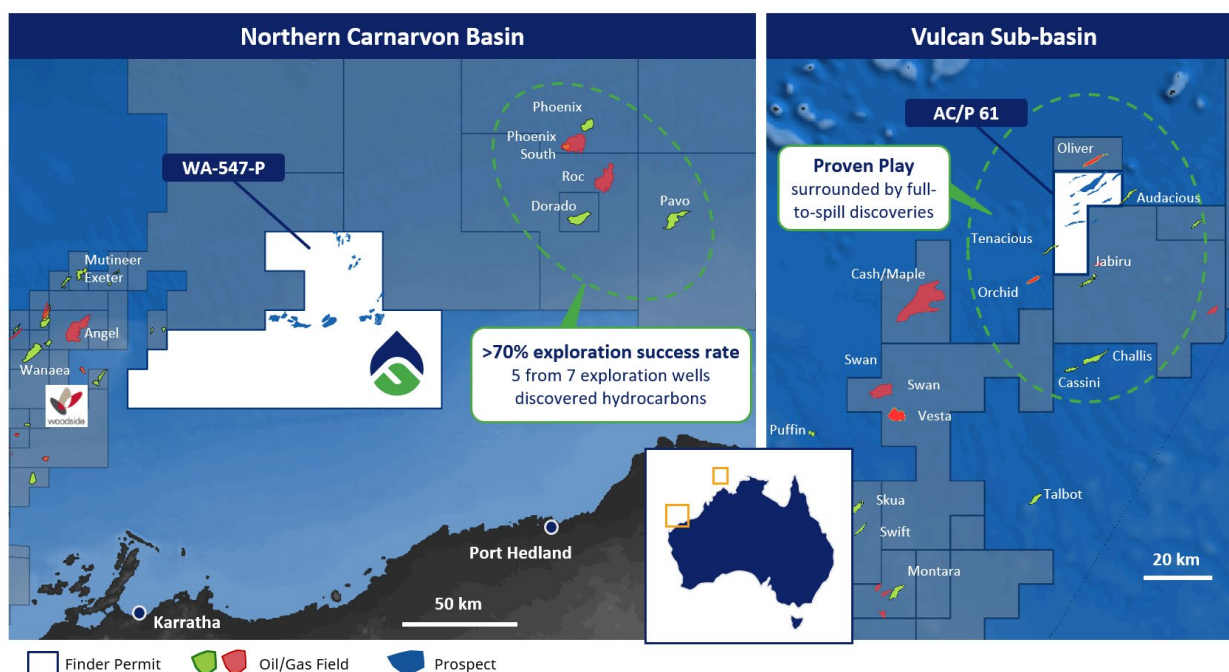 Northern Carnarvon Basin
Phoenix
Phoenix
South
WA-547-P
Roc
Dorado
Pavo
Mutineer
Exeter
Angel
Wanaea
woodside
>70% exploration success rate
5 from 7 exploration wells
discovered hydrocarbons
Port Hedland
Karratha
50 km
Vulcan Sub-basin
AC/P 61
Oliver
Proven Play
surrounded by full-
to-spill discoveries
Audacious
Tenacious
Jabiru
Cash/Maple
Orchid
Challis
Cassini
Swan
Swan
Vesta
Puffin
Talbot
Skua
Swift
Montara
20 km
Finder Permit
Oil/Gas Field
Prospect